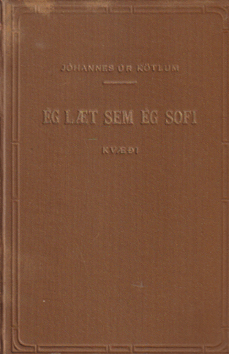 JÓHANNES ÚR KÖTLUM
ÉG LÆT SEM ÉG SOFI
KVÆÐI